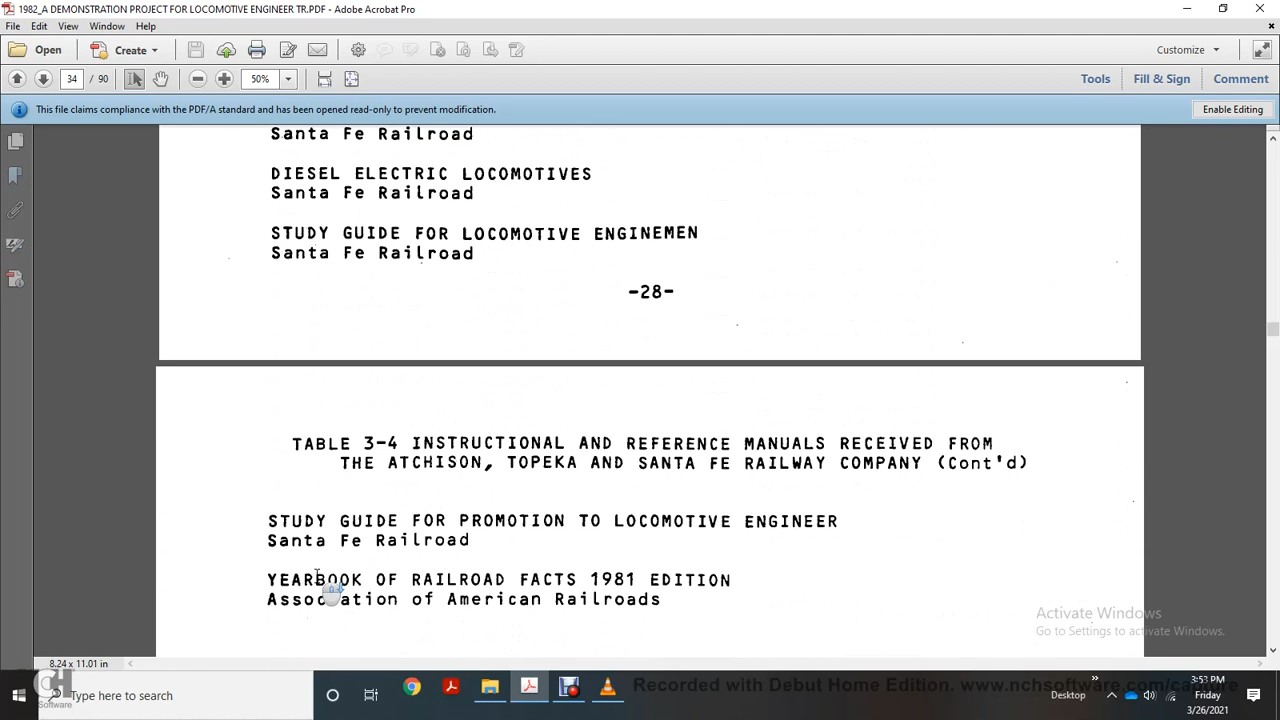 1982_A DEMONSTRATION PROJECT FOR LOCOMOTIVE ENGINEER TR.PDF - Adobe Acrobat Pro
File Edit View Window Help
Open Create Customize
34 / 90 50% Tools Fill & Sign Comment
This file claims compliance with the PDF/A standard and has been opened read-only to prevent modification. Enable Editing
Santa Fe Railroad
DIESEL ELECTRIC LOCOMOTIVES
Santa Fe Railroad
STUDY GUIDE FOR LOCOMOTIVE ENGINEMEN
Santa Fe Railroad
-28-
TABLE 3-4 INSTRUCTIONAL AND REFERENCE MANUALS RECEIVED FROM
THE ATCHISON, TOPEKA AND SANTA FE RAILWAY COMPANY (Cont'd)
STUDY GUIDE FOR PROMOTION TO LOCOMOTIVE ENGINEER
Santa Fe Railroad
YEARBOOK OF RAILROAD FACTS 1981 EDITION
Association of American Railroads
Activate Windows
Go to Settings to activate Windows.
8.24 x 11.01 in
Type here to search
Software
Recorded with Debut Home Edition. www.nchsoftware.com/capture
Desktop
3:53 PM
Friday
3/26/2021